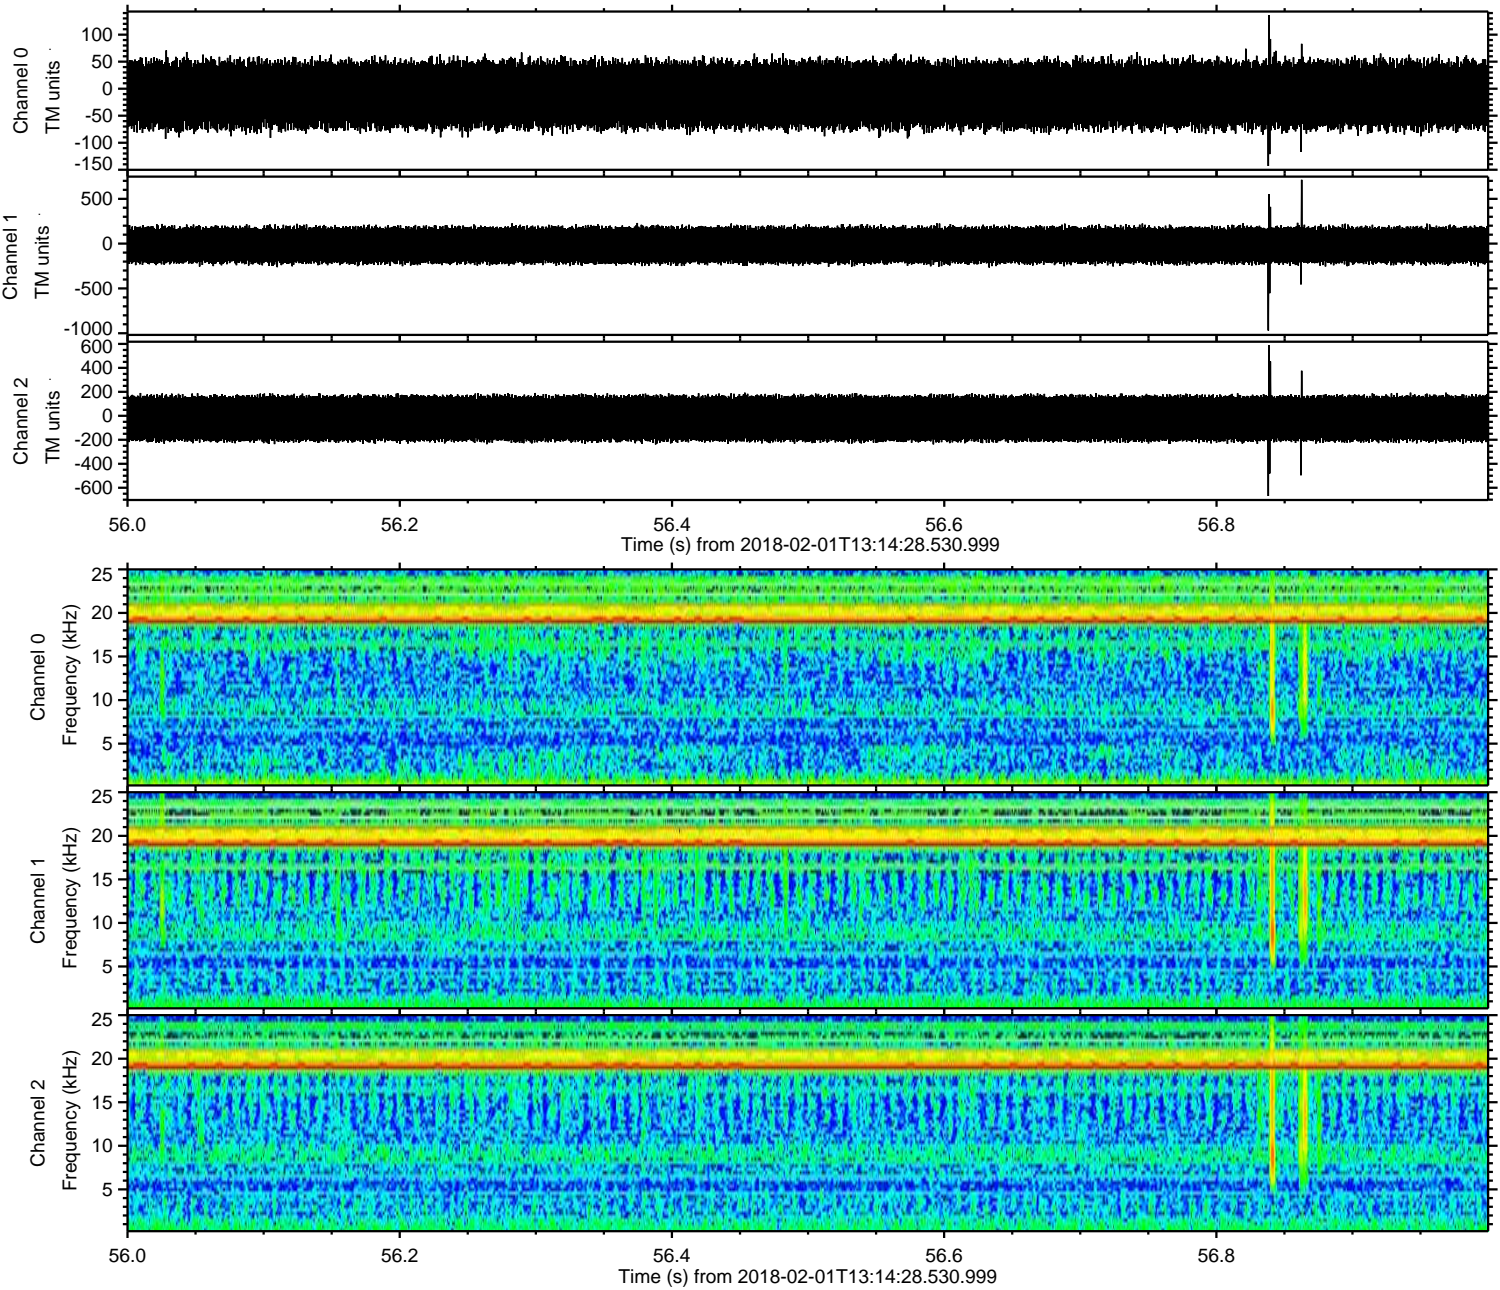 100
50
0
-50
-100
-150
Channel 0
TM units
500
0
-500
-1000
Channel 1
TM units
600
400
200
0
-200
-400
-600
Channel 2
TM units
56.0 56.2 56.4 56.6 56.8
Time (s) from 2018-02-01T13:14:28.530.999
25
20
15
10
5
Channel 0
Frequency (kHz)
25
20
15
10
5
Channel 1
Frequency (kHz)
25
20
15
10
5
Channel 2
Frequency (kHz)
56.0 56.2 56.4 56.6 56.8
Time (s) from 2018-02-01T13:14:28.530.999